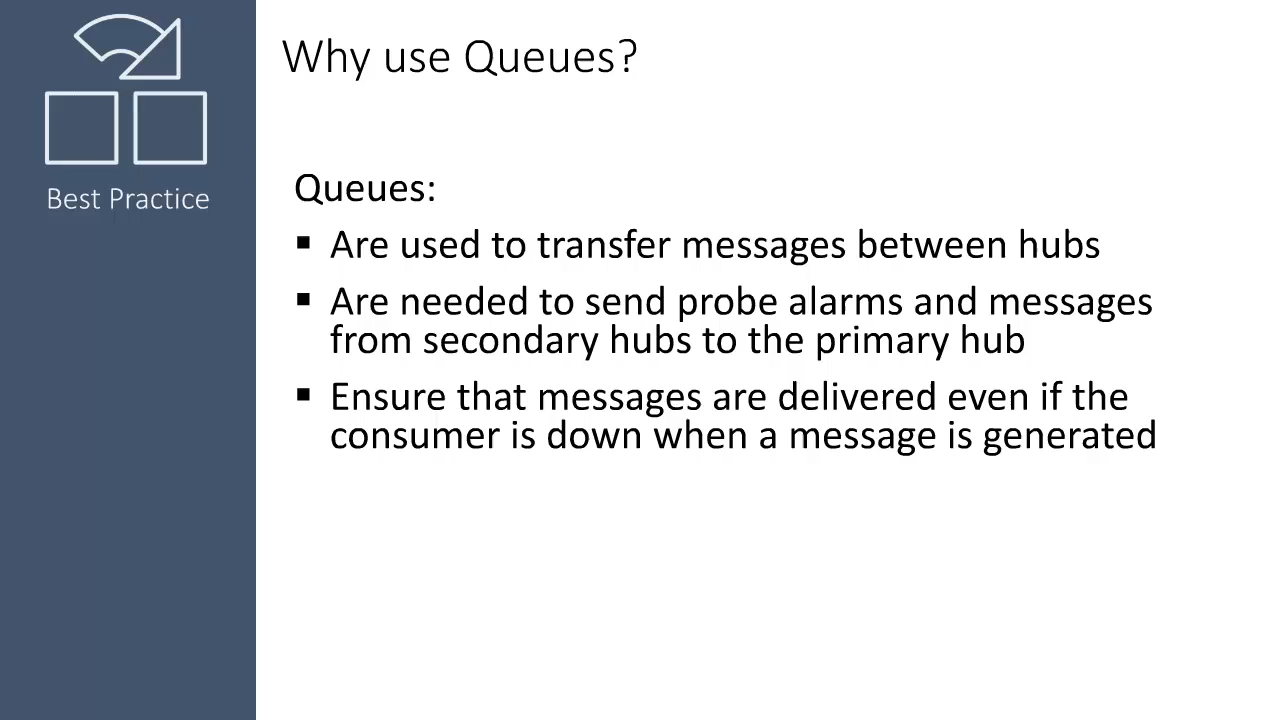 Why use Queues?
Best Practice
Queues:
▪ Are used to transfer messages between hubs
▪ Are needed to send probe alarms and messages
from secondary hubs to the primary hub
▪ Ensure that messages are delivered even if the
consumer is down when a message is generated